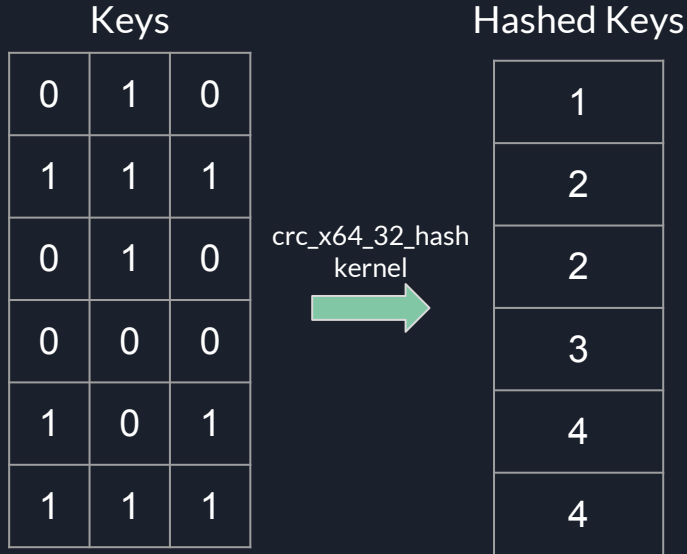 Keys
Hashed Keys
0 1 0
1 1 1
0 1 0
0 0 0
1 0 1
1 1 1
crc_x64_32_hash
kernel
1
2
2
3
4
4